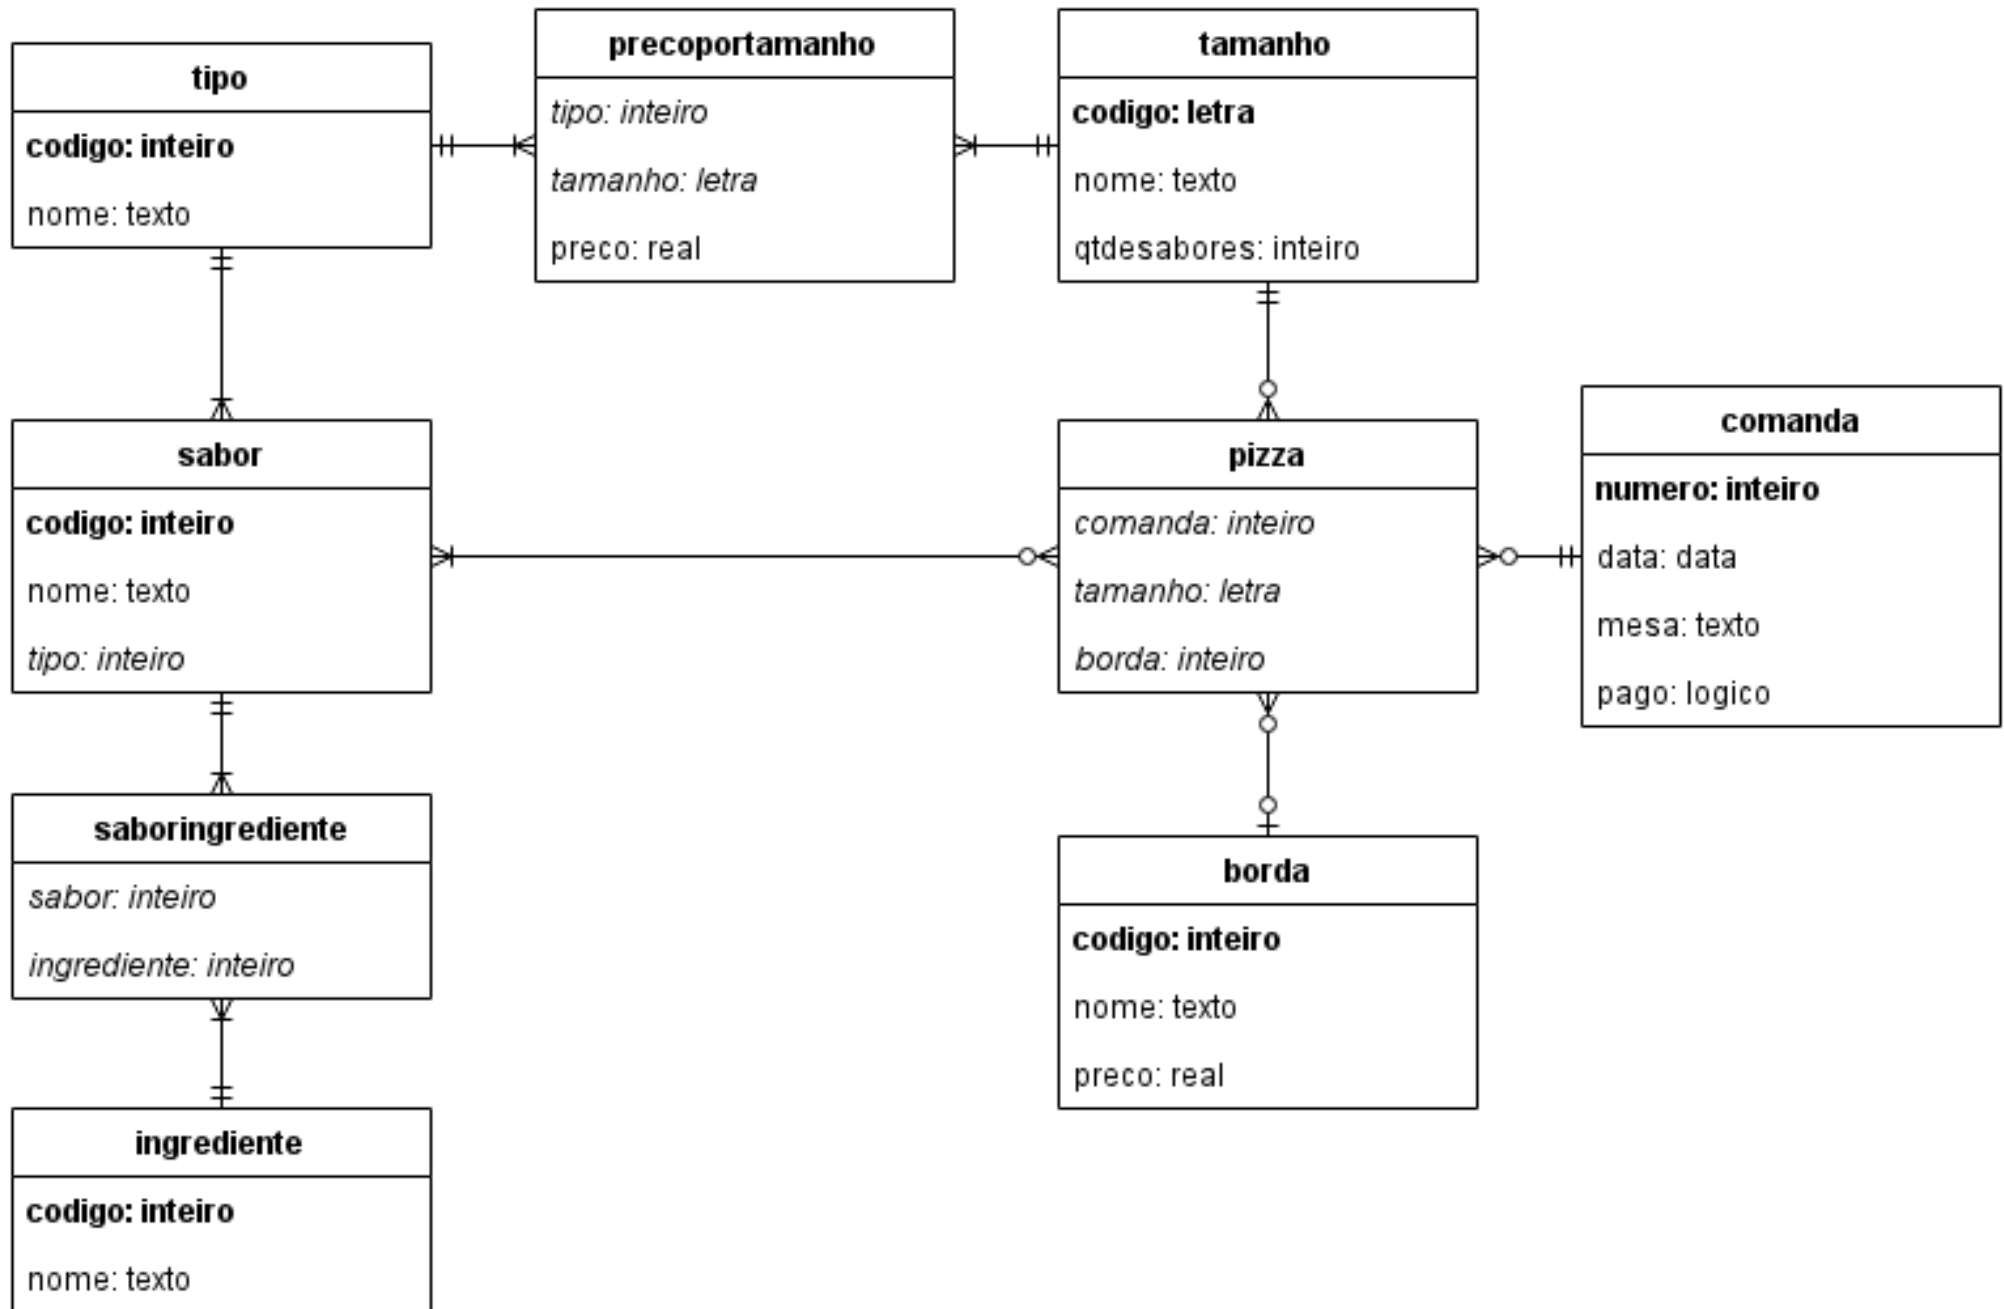 tipo
codigo: inteiro
nome: texto
precoportamanho
tipo: inteiro
tamanho: letra
preco: real
tamanho
codigo: letra
nome: texto
qtdesabores: inteiro
sabor
codigo: inteiro
nome: texto
tipo: inteiro
pizza
comanda: inteiro
tamanho: letra
borda: inteiro
comanda
numero: inteiro
data: data
mesa: texto
pago: logico
saboringrediente
sabor: inteiro
ingrediente: inteiro
borda
codigo: inteiro
nome: texto
preco: real
ingrediente
codigo: inteiro
nome: texto